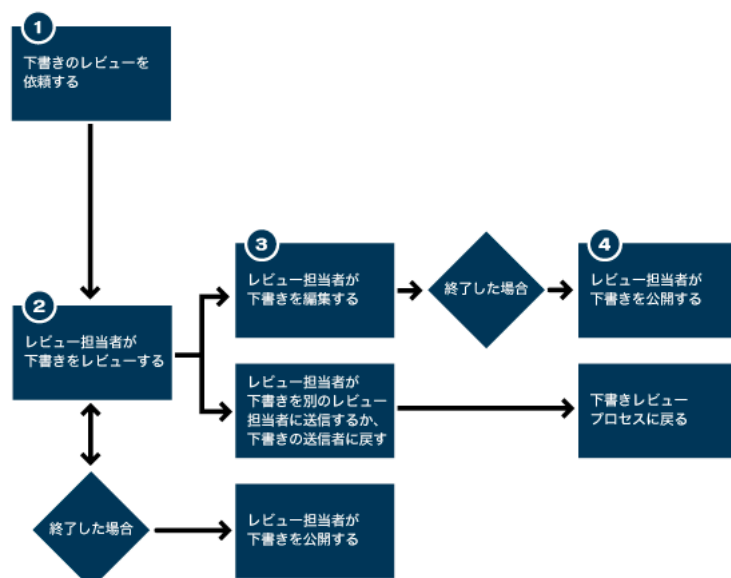 1
下書きのレビューを
依頼する
2
レビュー担当者が
下書きをレビューする
3
レビュー担当者が
下書きを編集する
終了した場合
4
レビュー担当者が
下書きを公開する
レビュー担当者が
下書きを別のレビュー
担当者に送信するか、
下書きの送信者に戻す
下書きレビュー
プロセスに戻る
終了した場合
レビュー担当者が
下書きを公開する